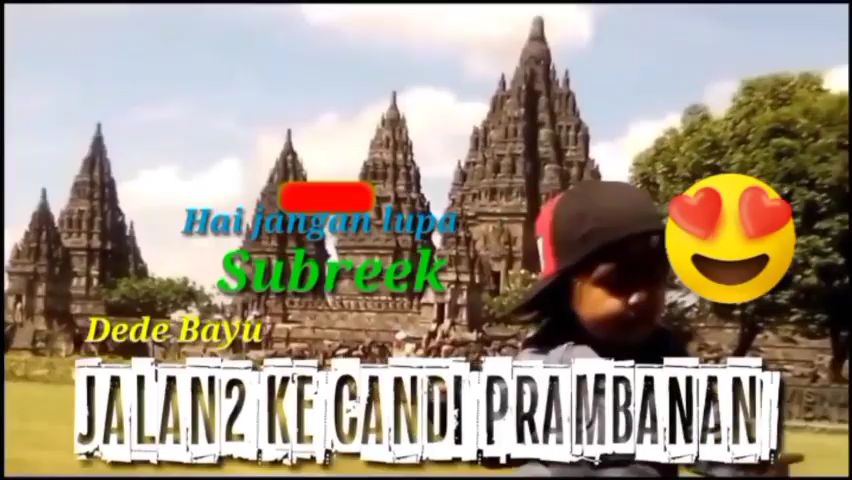 Hai jangan lupa
Subreek
Dede Bayu
JALAN2 KE CANDI PRAMBANAN